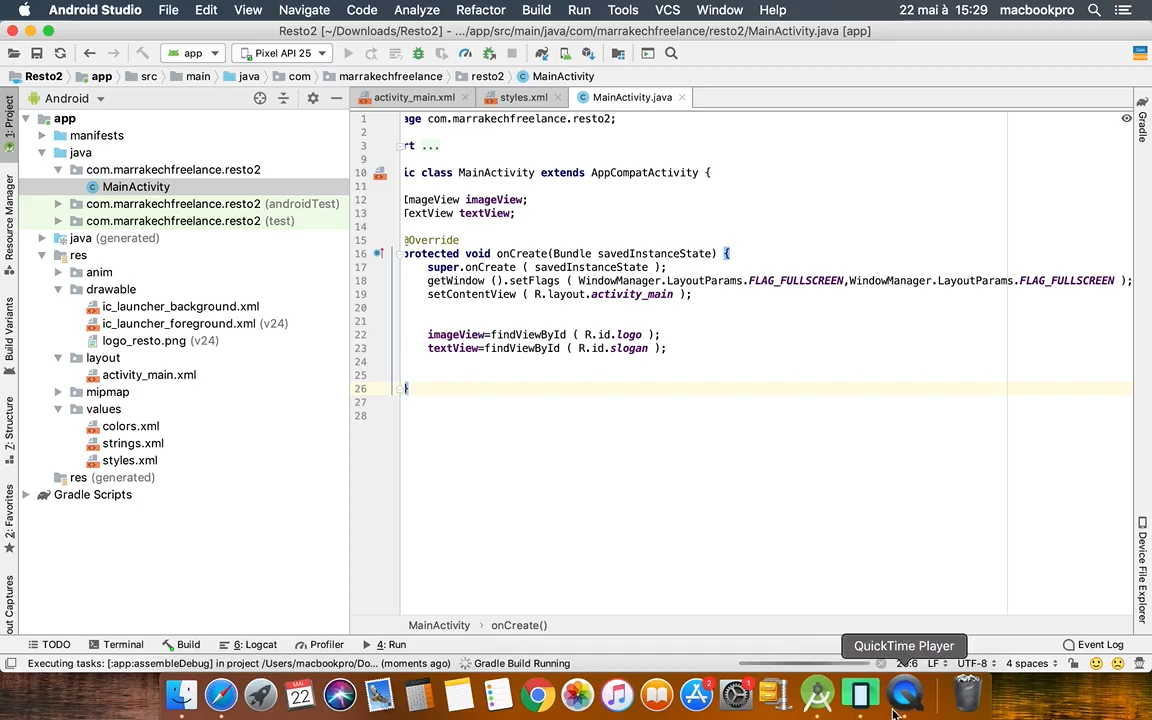 Android Studio File Edit View Navigate Code Analyze Refactor Build Run Tools VCS Window Help 22 mai à 15:29 macbookpro
Resto2 [~/Downloads/Resto2] - .../app/src/main/java/com/marrakechfreelance/resto2/MainActivity.java [app]
app Pixel API 25
Resto2 app src main java com marrakechfreelance resto2 MainActivity
Android activity_main.xml styles.xml MainActivity.java
1: Project
Resource Manager
Build Variants
7: Structure
2: Favorites
out Captures
app
manifests
java
com.marrakechfreelance.resto2
MainActivity
com.marrakechfreelance.resto2 (androidTest)
com.marrakechfreelance.resto2 (test)
java (generated)
res
anim
drawable
ic_launcher_background.xml
ic_launcher_foreground.xml (v24)
logo_resto.png (v24)
layout
activity_main.xml
mipmap
values
colors.xml
strings.xml
styles.xml
res (generated)
Gradle Scripts
1 age com.marrakechfreelance.resto2;
2
3 rt ...
9
10 ic class MainActivity extends AppCompatActivity {
11
12 ImageView imageView;
13 TextView textView;
14
15 @Override
16 protected void onCreate(Bundle savedInstanceState) {
17 super.onCreate ( savedInstanceState );
18 getWindow ().setFlags ( WindowManager.LayoutParams.FLAG_FULLSCREEN,WindowManager.LayoutParams.FLAG_FULLSCREEN );
19 setContentView ( R.layout.activity_main );
20
21
22 imageView=findViewById ( R.id.logo );
23 textView=findViewById ( R.id.slogan );
24
25
26 }
27
28
Gradle
Device File Explorer
MainActivity › onCreate()
TODO Terminal Build 6: Logcat Profiler 4: Run Event Log
QuickTime Player
Executing tasks: [:app:assembleDebug] in project /Users/macbookpro/Do... (moments ago) Gradle Build Running LF UTF-8 4 spaces
22
MAI
22
2
1